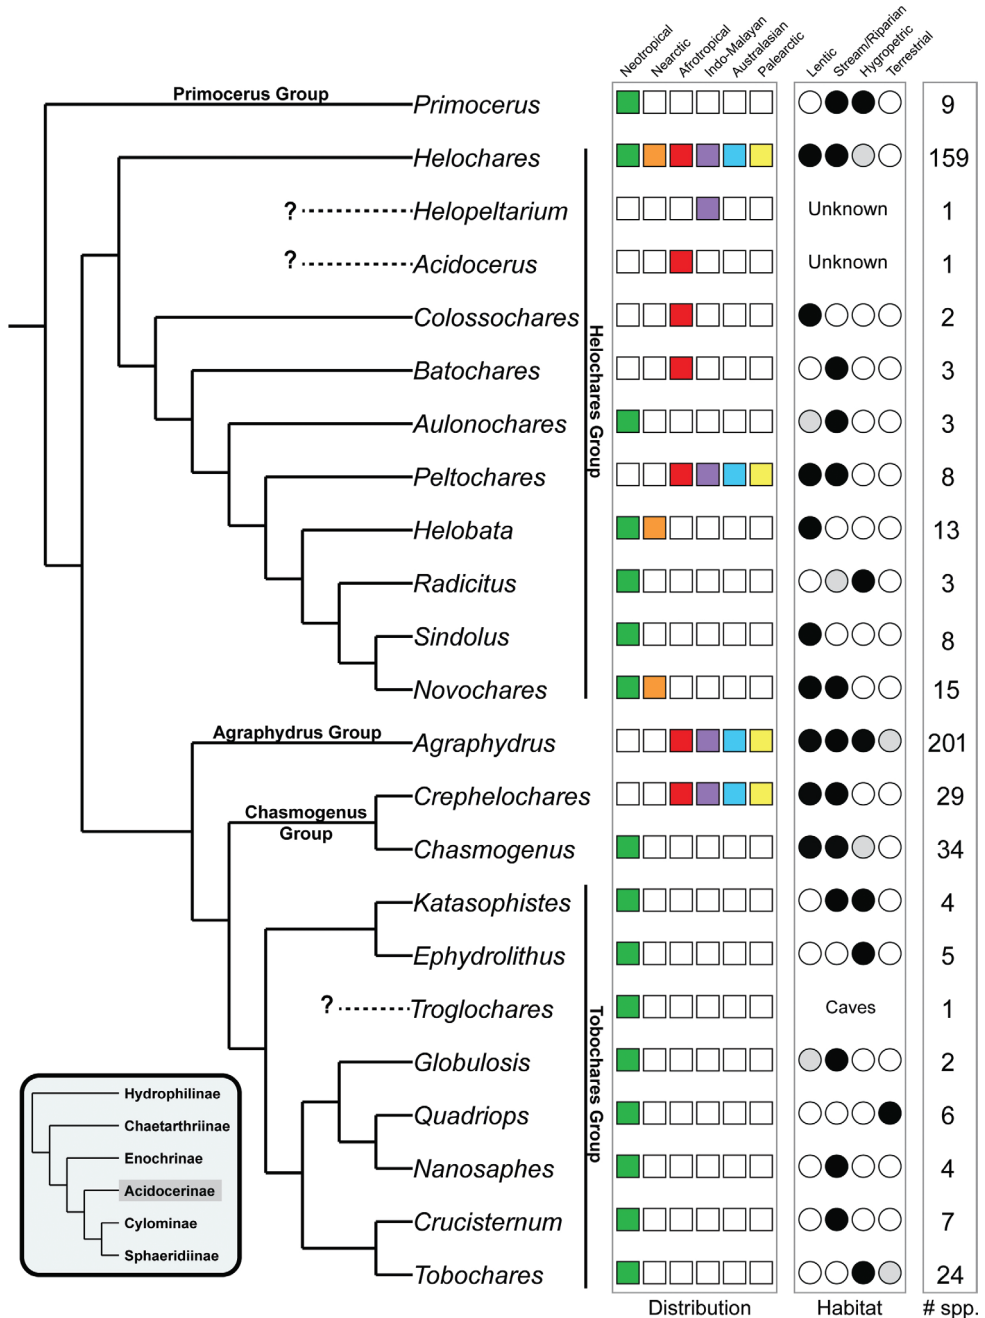 Neotropical
Nearctic
Afrotropical
Indo-Malayan
Australasian
Palearctic
Lentic
Stream/Riparian
Hygropetric
Terrestrial
Primocerus Group
Primocerus 9
Helochares 159
? Helopeltarium Unknown 1
? Acidocerus Unknown 1
Colossochares 2
Batochares 3
Aulonochares 3
Peltochares 8
Helobata 13
Radicitus 3
Sindolus 8
Novochares 15
Helochares Group
Agraphydrus Group
Agraphydrus 201
Crephelochares 29
Chasmogenus
Group
Chasmogenus 34
Katasophistes 4
Ephydrolithus 5
? Troglochares Caves 1
Globulosis 2
Quadriops 6
Nanosaphes 4
Crucisternum 7
Tobochares 24
Tobochares Group
Hydrophilinae
Chaetarthriinae
Enochrinae
Acidocerinae
Cylominae
Sphaeridiinae
Distribution Habitat # spp.